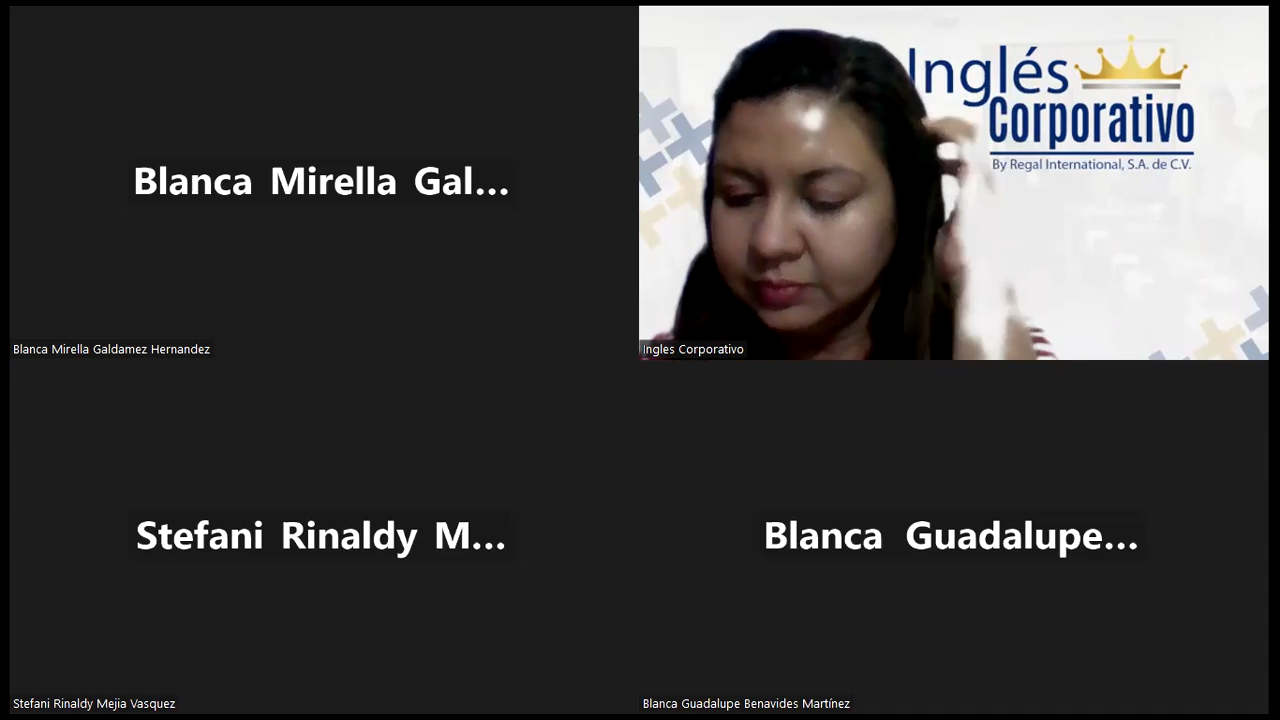 Blanca Mirella Gal...
Blanca Mirella Galdamez Hernandez
Inglés
Corporativo
By Regal International, S.A. de C.V.
Ingles Corporativo
Stefani Rinaldy M...
Stefani Rinaldy Mejia Vasquez
Blanca Guadalupe...
Blanca Guadalupe Benavides Martínez